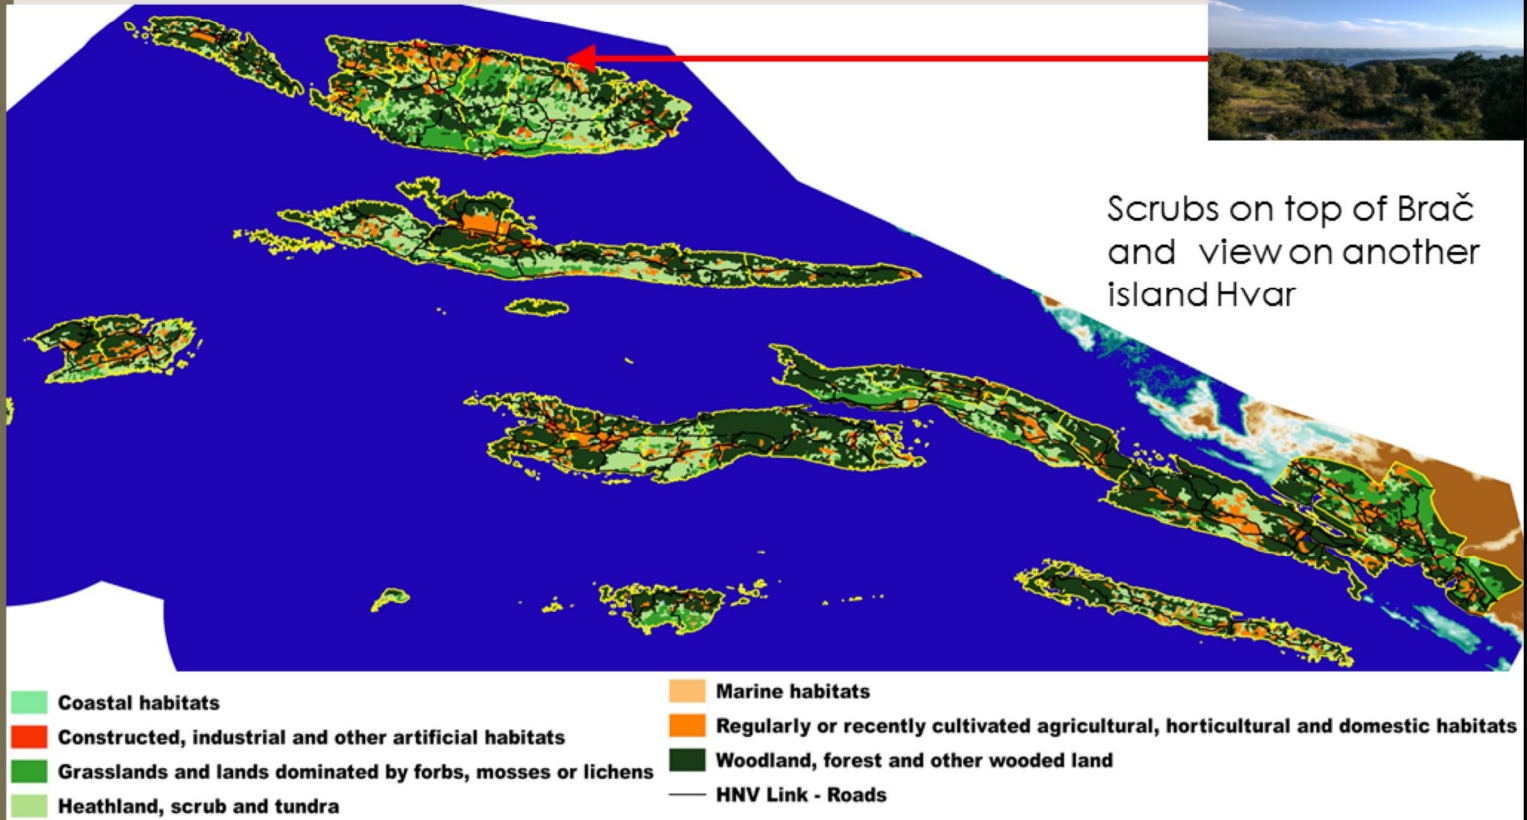 Scrubs on top of Brač
and view on another
island Hvar
Coastal habitats
Constructed, industrial and other artificial habitats
Grasslands and lands dominated by forbs, mosses or lichens
Heathland, scrub and tundra
Marine habitats
Regularly or recently cultivated agricultural, horticultural and domestic habitats
Woodland, forest and other wooded land
HNV Link - Roads